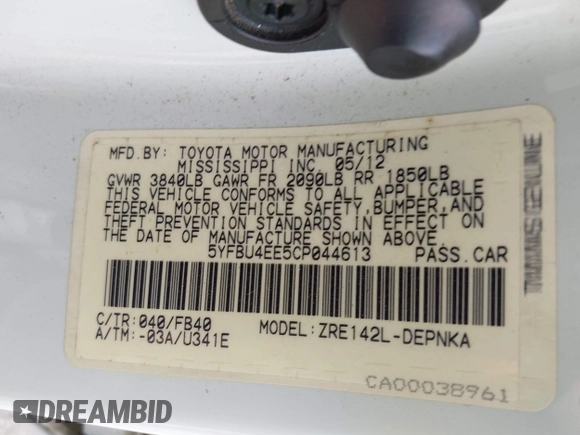 MFD.BY: TOYOTA MOTOR MANUFACTURING
MISSISSIPPI INC. 05/12
GVWR 3840LB GAWR FR 2090LB RR 1850LB
THIS VEHICLE CONFORMS TO ALL APPLICABLE
FEDERAL MOTOR VEHICLE SAFETY,BUMPER,AND
THEFT PREVENTION STANDARDS IN EFFECT ON
THE DATE OF MANUFACTURE SHOWN ABOVE.
5YFBU4EE5CP044613 PASS.CAR
C/TR:040/FB40 MODEL:ZRE142L-DEPNKA
A/TM:-03A/U341E
CA00038961
DREAMBID